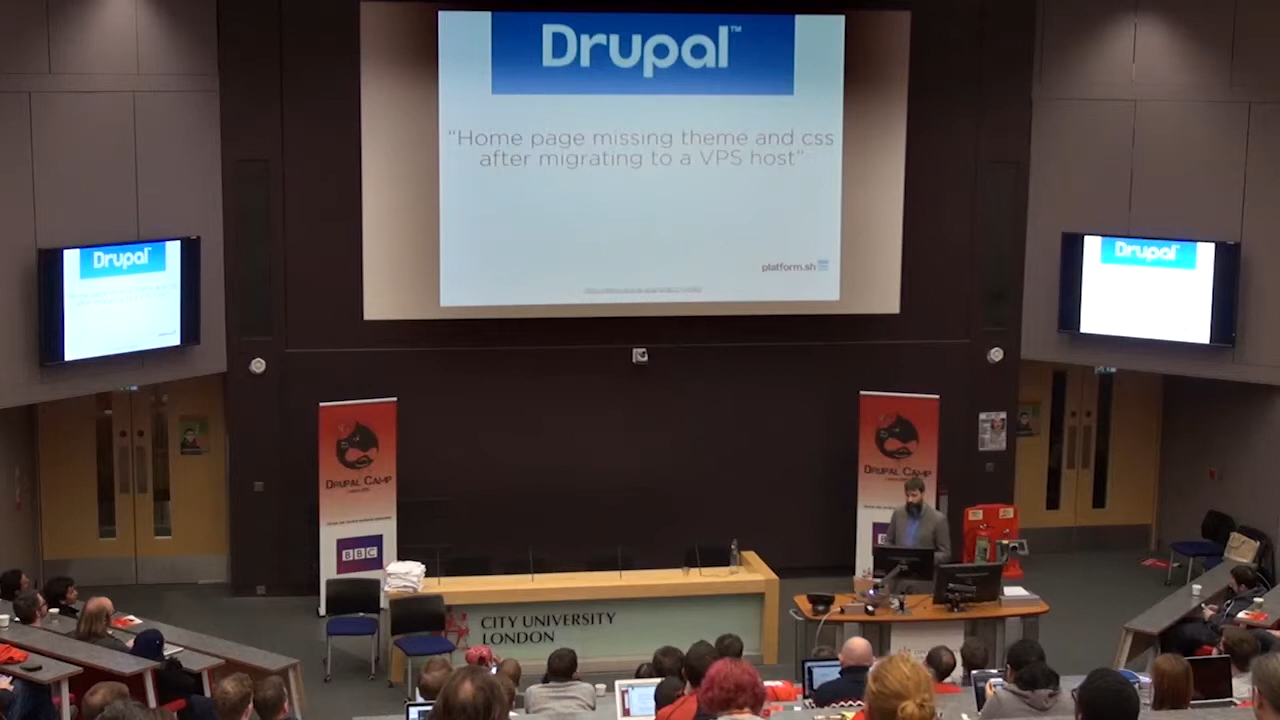 Drupal™
“Home page missing theme and css
after migrating to a VPS host”
platform.sh
Drupal
Drupal
DRUPAL CAMP
BBC
DRUPAL CAMP
B
CITY UNIVERSITY
LONDON